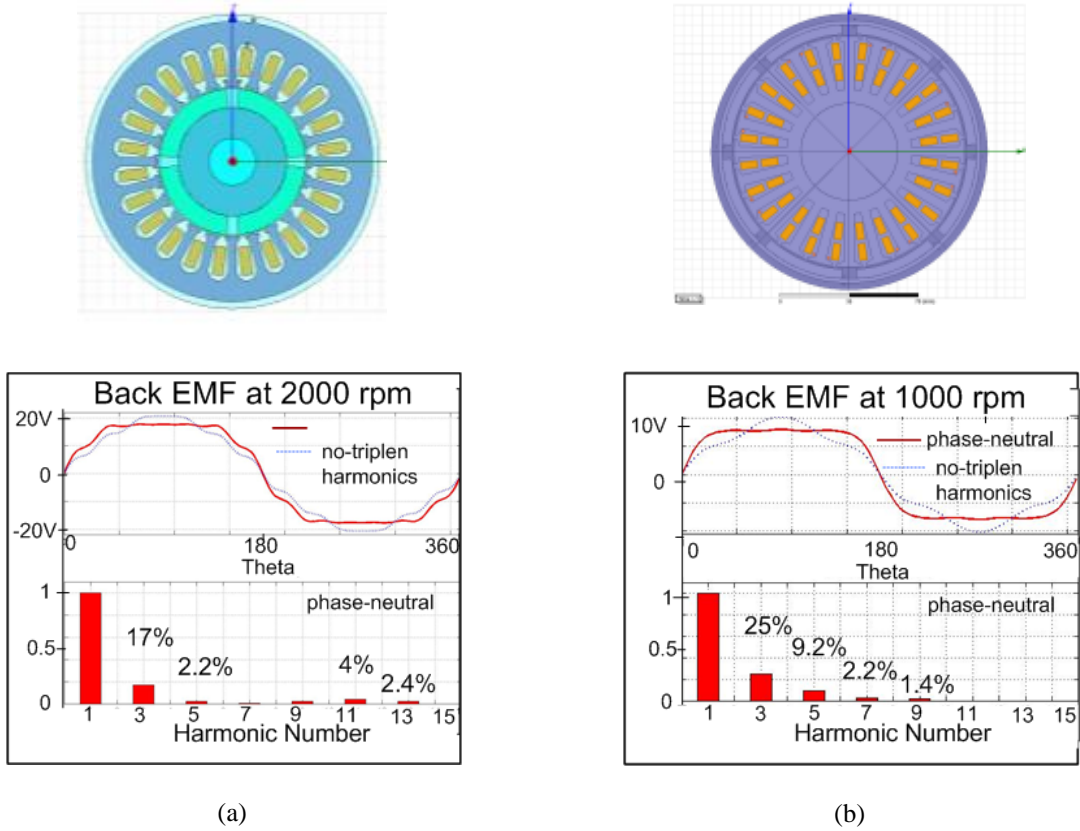 Back EMF at 2000 rpm
20V
0
-20V
no-triplen
harmonics
0 180 360
Theta
1
0.5
0
phase-neutral
17%
2.2%
4%
2.4%
1 3 5 7 9 11 13 15
Harmonic Number
(a)
Back EMF at 1000 rpm
10V
0
phase-neutral
no-triplen
harmonics
0 180 360
Theta
1
0.5
0
phase-neutral
25%
9.2%
2.2%
1.4%
1 3 5 7 9 11 13 15
Harmonic Number
(b)